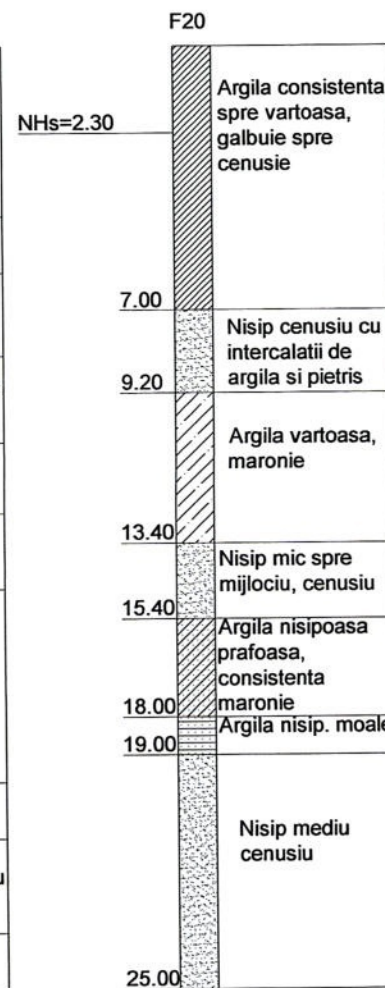 F20
Argila consistenta
spre vartoasa,
galbuie spre
cenusie
NHs=2.30
7.00
Nisip cenusiu cu
intercalatii de
argila si pietris
9.20
Argila vartoasa,
maronie
13.40
Nisip mic spre
mijlociu, cenusiu
15.40
Argila nisipoasa
prafoasa,
consistenta
maronie
18.00
Argila nisip. moale
19.00
Nisip mediu
cenusiu
25.00